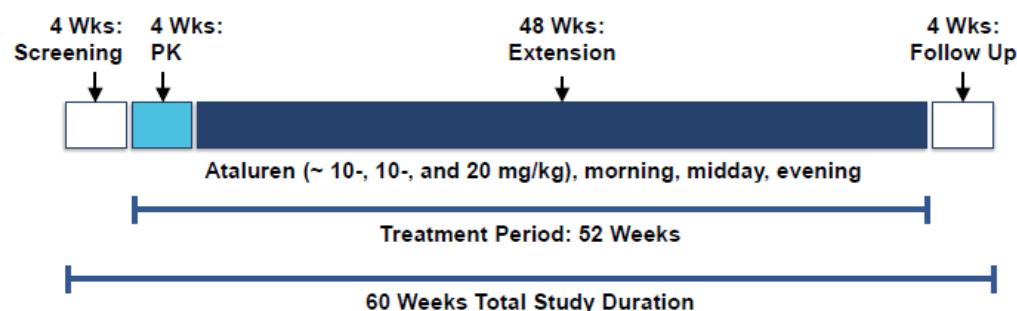 4 Wks:
Screening
4 Wks:
PK
48 Wks:
Extension
4 Wks:
Follow Up
Ataluren (~ 10-, 10-, and 20 mg/kg), morning, midday, evening
Treatment Period: 52 Weeks
60 Weeks Total Study Duration